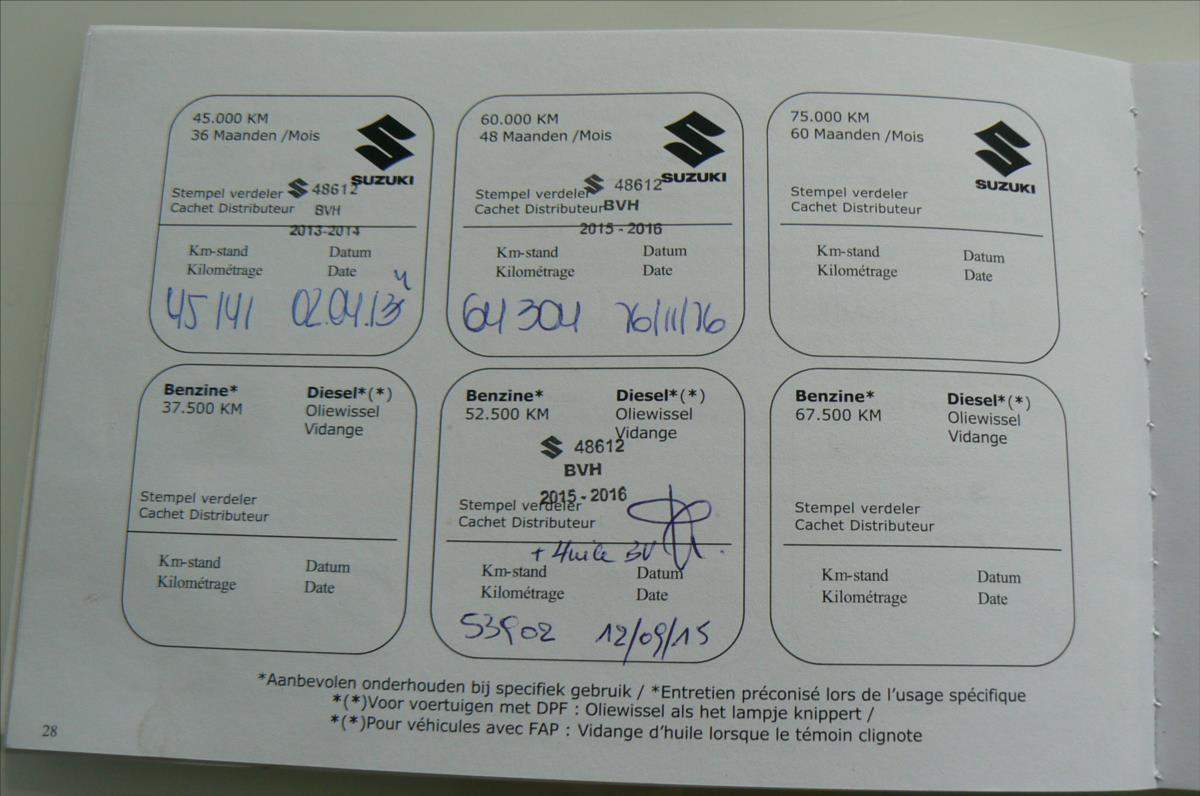 45.000 KM
36 Maanden /Mois
SUZUKI
Stempel verdeler 48612
Cachet Distributeur BVH
2013-2014
Km-stand Datum
Kilométrage Date
45141 02.04.13 4
60.000 KM
48 Maanden /Mois
SUZUKI
Stempel verdeler 48612
Cachet Distributeur BVH
2015 - 2016
Km-stand Datum
Kilométrage Date
64304 26/11/26
75.000 KM
60 Maanden /Mois
SUZUKI
Stempel verdeler
Cachet Distributeur
Km-stand Datum
Kilométrage Date
Benzine* Diesel*(*)
37.500 KM Oliewissel
Vidange
Stempel verdeler
Cachet Distributeur
Km-stand Datum
Kilométrage Date
Benzine* Diesel*(*)
52.500 KM Oliewissel
Vidange
48612
BVH
2015 - 2016
Stempel verdeler
Cachet Distributeur
+ Huile BV
Km-stand Datum
Kilométrage Date
53902 12/09/15
Benzine* Diesel*(*)
67.500 KM Oliewissel
Vidange
Stempel verdeler
Cachet Distributeur
Km-stand Datum
Kilométrage Date
*Aanbevolen onderhouden bij specifiek gebruik / *Entretien préconisé lors de l'usage spécifique
*(*)Voor voertuigen met DPF : Oliewissel als het lampje knippert /
*(*)Pour véhicules avec FAP : Vidange d'huile lorsque le témoin clignote
28